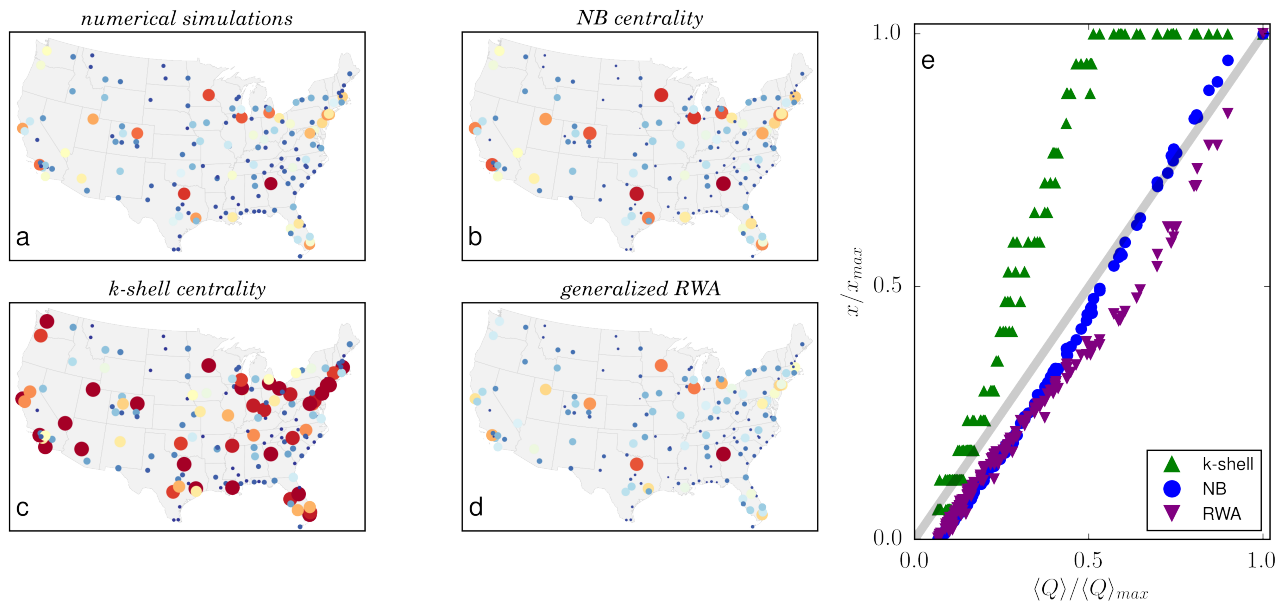 numerical simulations
NB centrality
a
b
k-shell centrality
generalized RWA
c
d
e
1.0
0.5
0.0
x/x_max
0.0
0.5
1.0
⟨Q⟩/⟨Q⟩_max
k-shell
NB
RWA